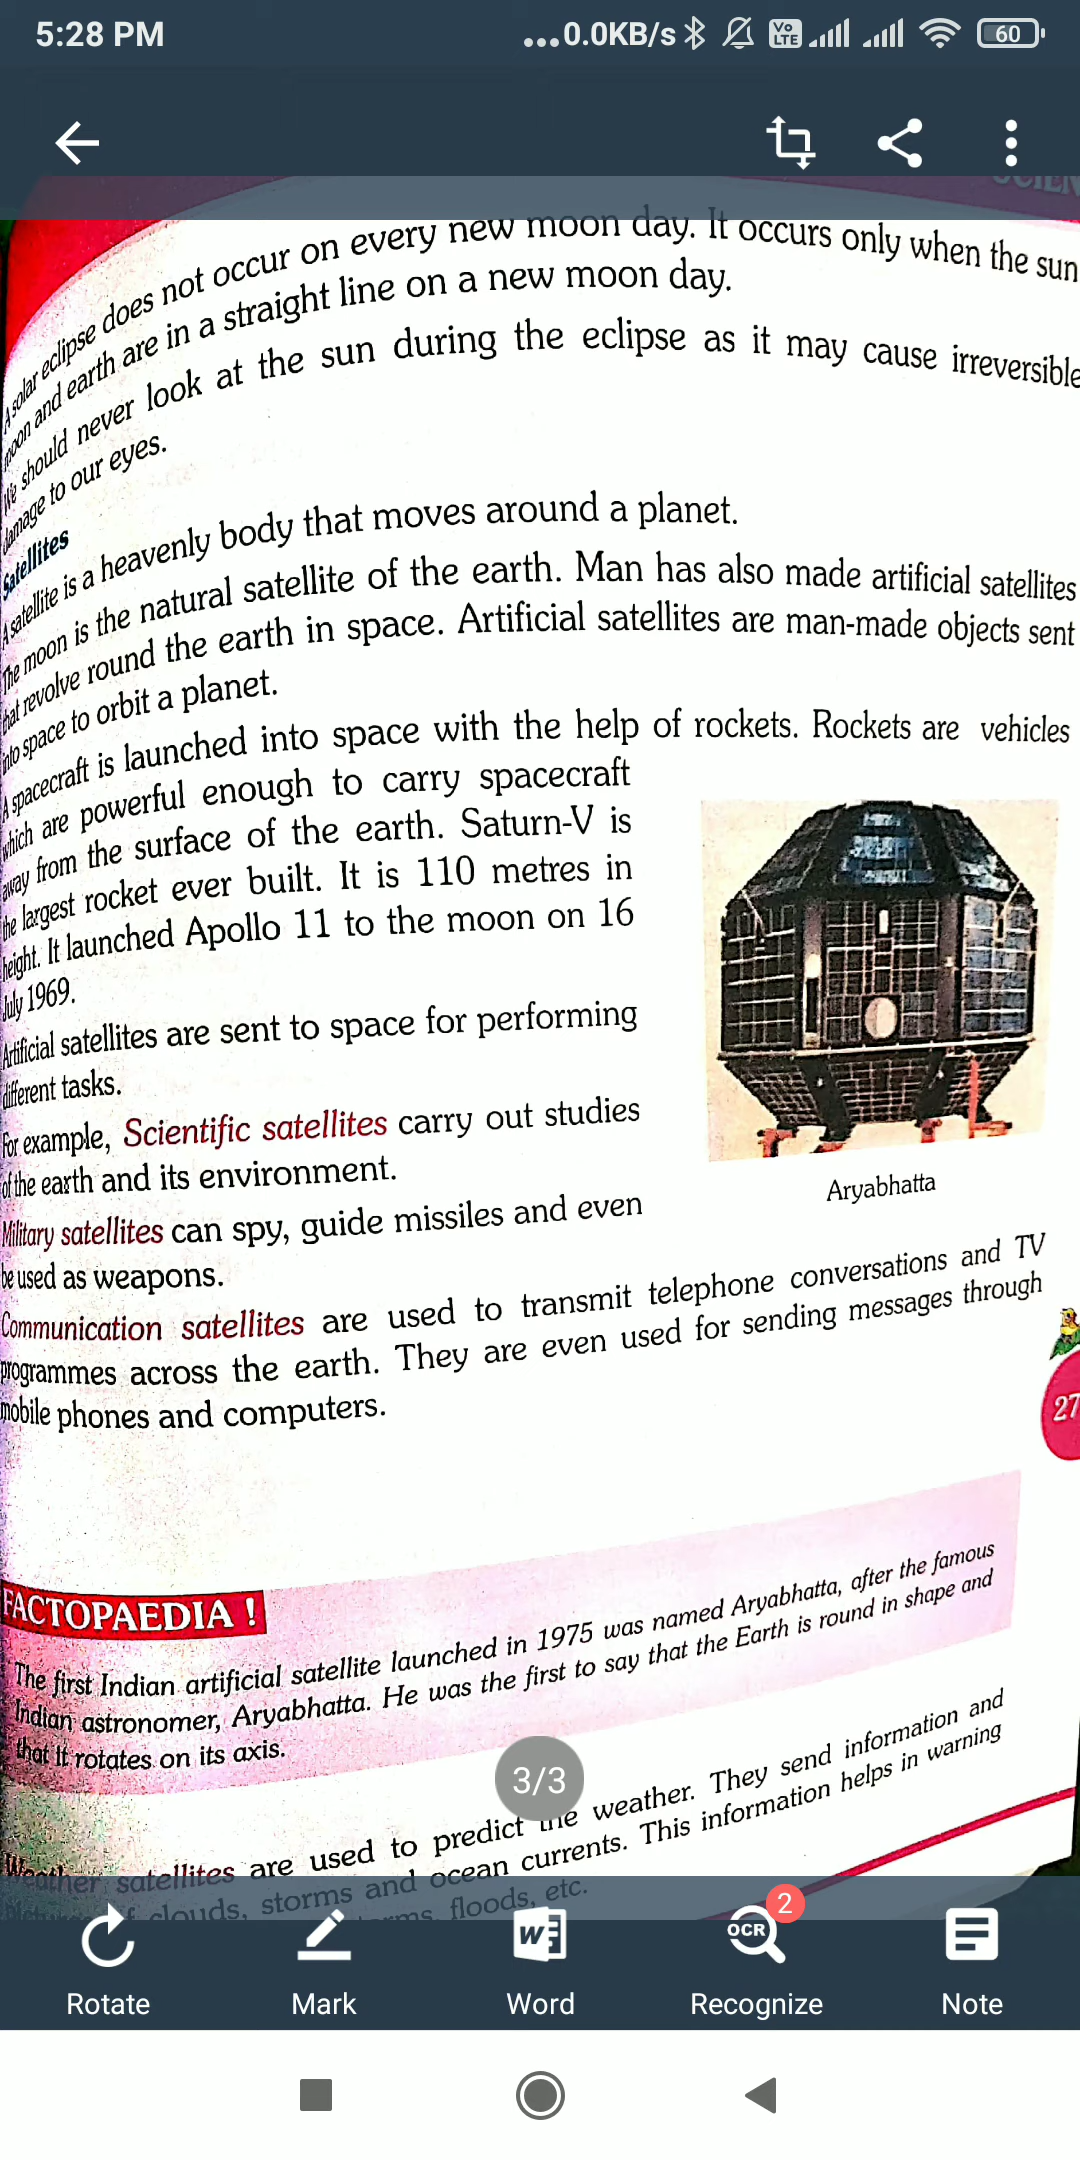 5:28 PM
...0.0KB/s
Vo LTE
60
A solar eclipse does not occur on every new moon day. It occurs only when the sun
moon and earth are in a straight line on a new moon day.
We should never look at the sun during the eclipse as it may cause irreversible
damage to our eyes.
Satellites
A satellite is a heavenly body that moves around a planet.
The moon is the natural satellite of the earth. Man has also made artificial satellites
that revolve round the earth in space. Artificial satellites are man-made objects sent
into space to orbit a planet.
A spacecraft is launched into space with the help of rockets. Rockets are vehicles
which are powerful enough to carry spacecraft
away from the surface of the earth. Saturn-V is
the largest rocket ever built. It is 110 metres in
height. It launched Apollo 11 to the moon on 16
July 1969.
Artificial satellites are sent to space for performing
different tasks.
For example, Scientific satellites carry out studies
of the earth and its environment.
Aryabhatta
Military satellites can spy, guide missiles and even
be used as weapons.
Communication satellites are used to transmit telephone conversations and TV
programmes across the earth. They are even used for sending messages through
mobile phones and computers.
27
FACTOPAEDIA !
The first Indian artificial satellite launched in 1975 was named Aryabhatta, after the famous
Indian astronomer, Aryabhatta. He was the first to say that the Earth is round in shape and
that It rotates on its axis.
3/3
Weather satellites are used to predict the weather. They send information and
of clouds, storms and ocean currents. This information helps in warning
floods, etc.
OCR
2
Rotate
Mark
Word
Recognize
Note